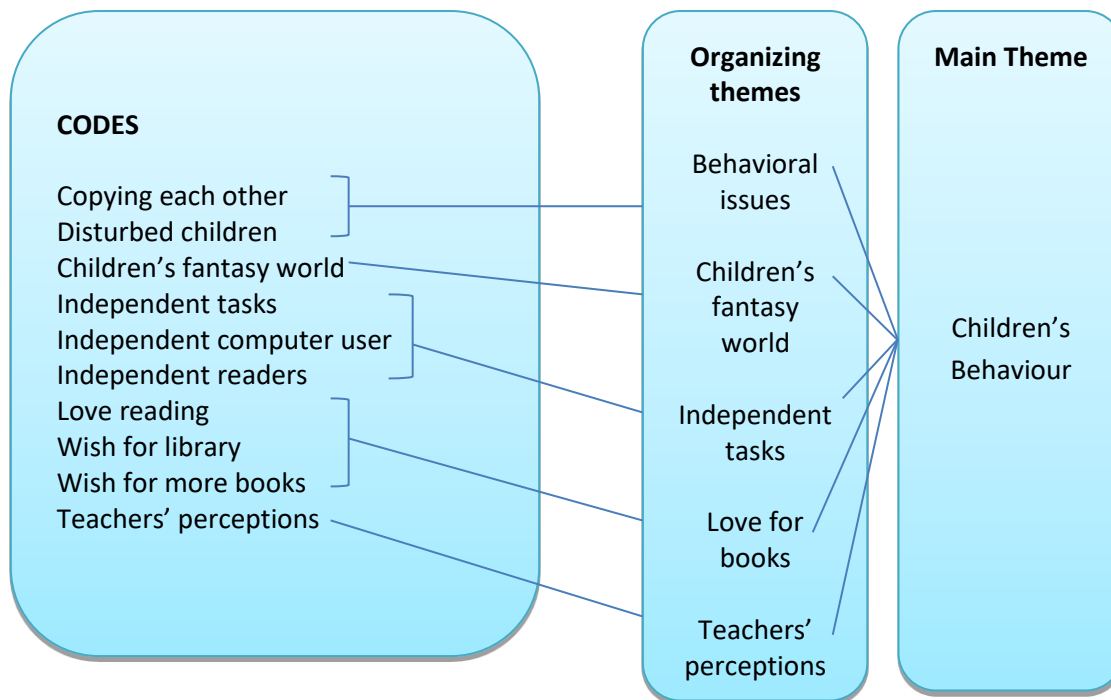 CODES
Copying each other
Disturbed children
Children’s fantasy world
Independent tasks
Independent computer user
Independent readers
Love reading
Wish for library
Wish for more books
Teachers’ perceptions
Organizing
themes
Behavioral
issues
Children’s
fantasy
world
Independent
tasks
Love for
books
Teachers’
perceptions
Main Theme
Children’s
Behaviour